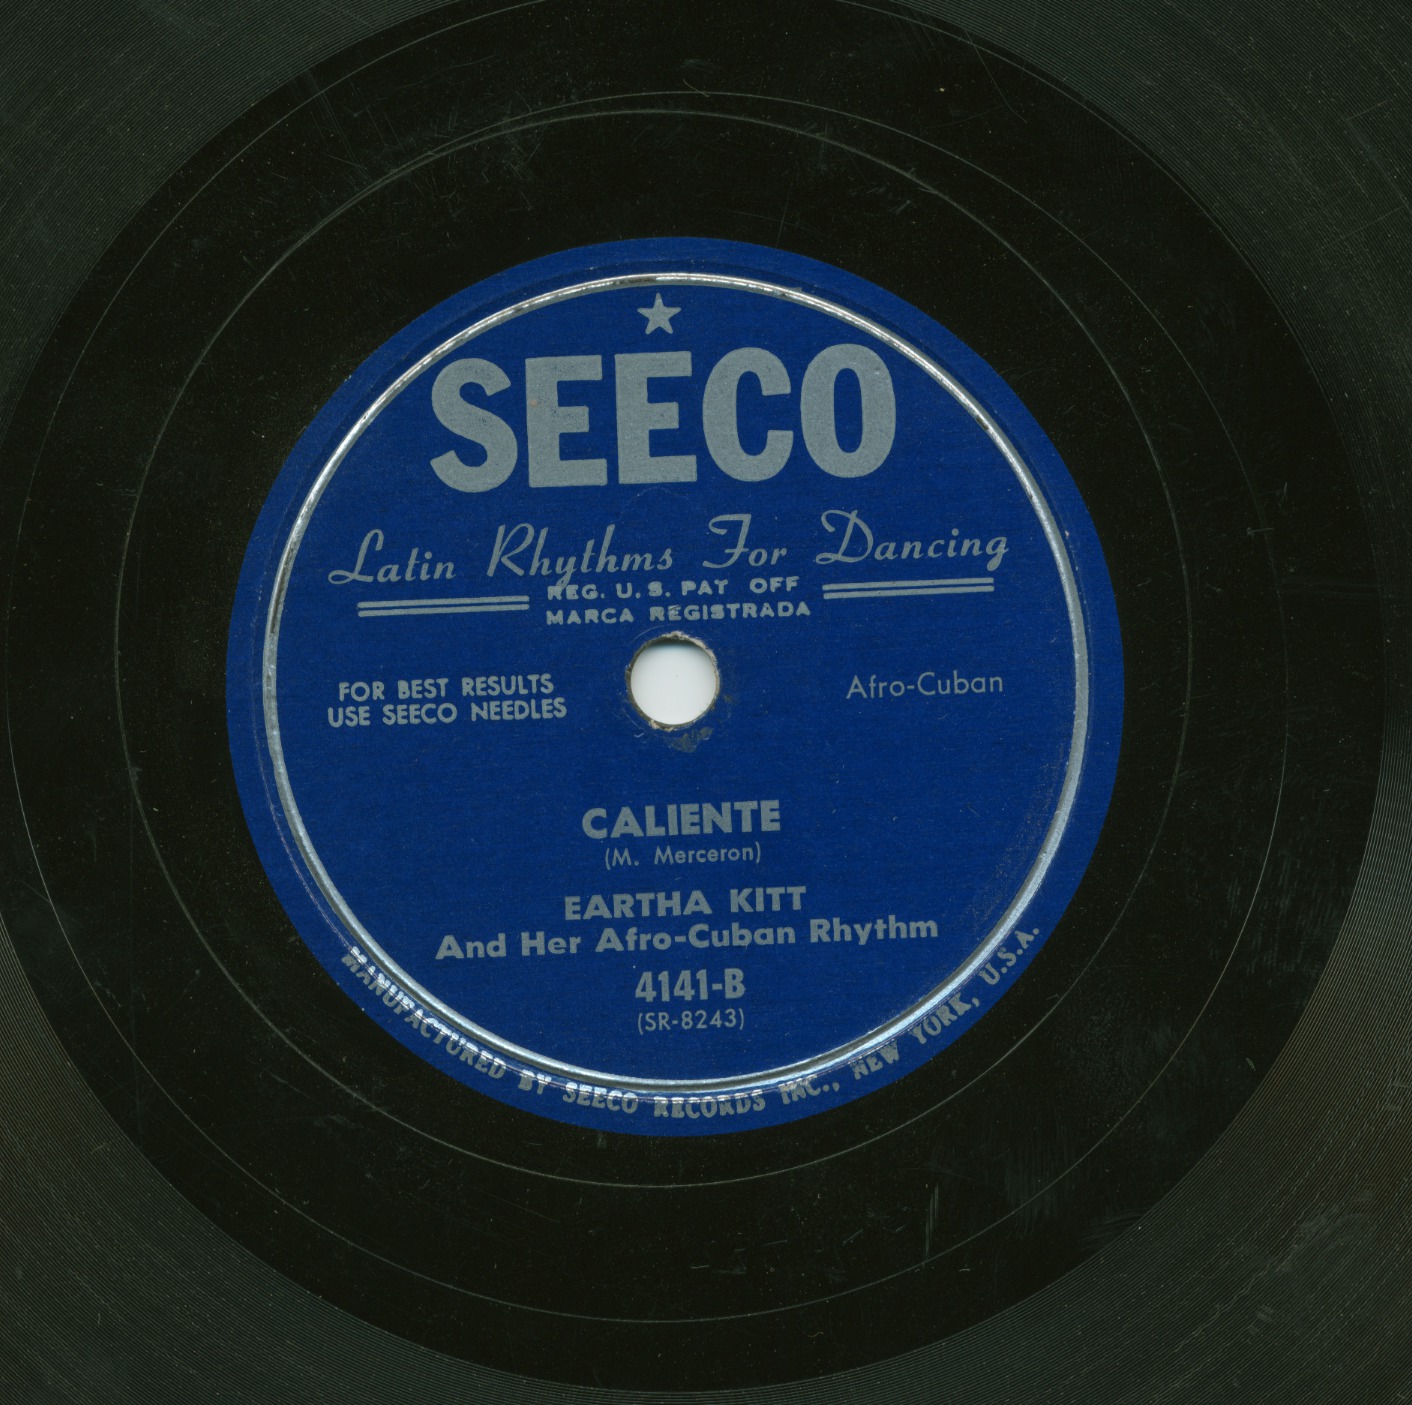 SEECO
Latin Rhythms For Dancing
REG. U.S. PAT OFF
MARCA REGISTRADA
FOR BEST RESULTS
USE SEECO NEEDLES
Afro-Cuban
CALIENTE
(M. Merceron)
EARTHA KITT
And Her Afro-Cuban Rhythm
4141-B
(SR-8243)
MANUFACTURED BY SEECO RECORDS INC., NEW YORK, U.S.A.